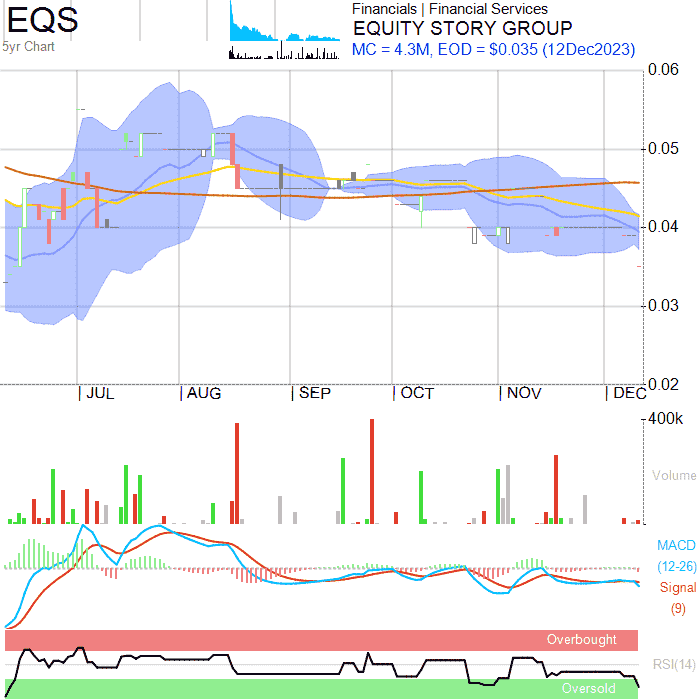 EQS
5yr Chart
Financials | Financial Services
EQUITY STORY GROUP
MC = 4.3M, EOD = $0.035 (12Dec2023)
0.06
0.05
0.04
0.03
0.02
| JUL | AUG | SEP | OCT | NOV | DEC
400k
Volume
MACD
(12-26)
Signal
(9)
Overbought
RSI(14)
Oversold